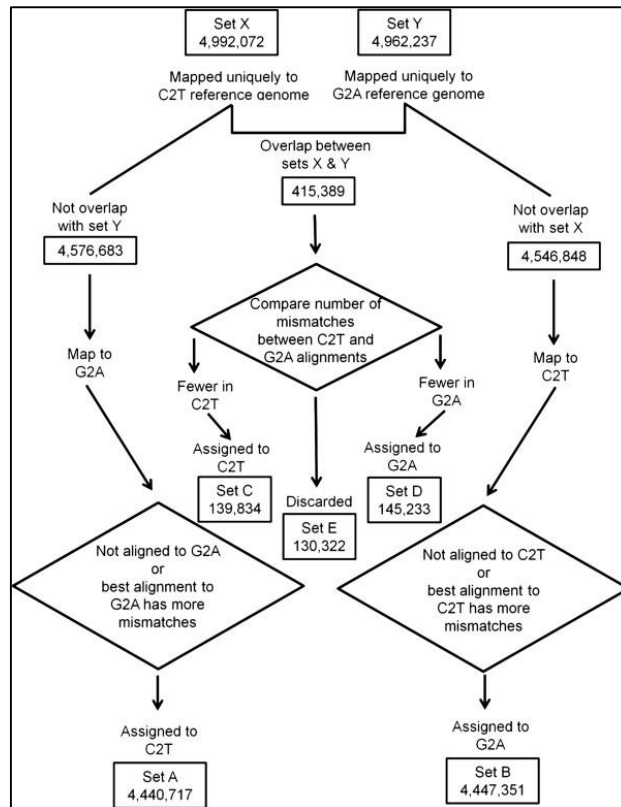 Set X
4,992,072
Set Y
4,962,237
Mapped uniquely to
C2T reference genome
Mapped uniquely to
G2A reference genome
Overlap between
sets X & Y
415,389
Not overlap
with set Y
4,576,683
Not overlap
with set X
4,546,848
Compare number of
mismatches
between C2T and
G2A alignments
Map to
G2A
Map to
C2T
Fewer in
C2T
Fewer in
G2A
Assigned to
C2T
Set C
139,834
Assigned to
G2A
Set D
145,233
Discarded
Set E
130,322
Not aligned to G2A
or
best alignment to
G2A has more
mismatches
Not aligned to C2T
or
best alignment to
C2T has more
mismatches
Assigned to
C2T
Set A
4,440,717
Assigned to
G2A
Set B
4,447,351